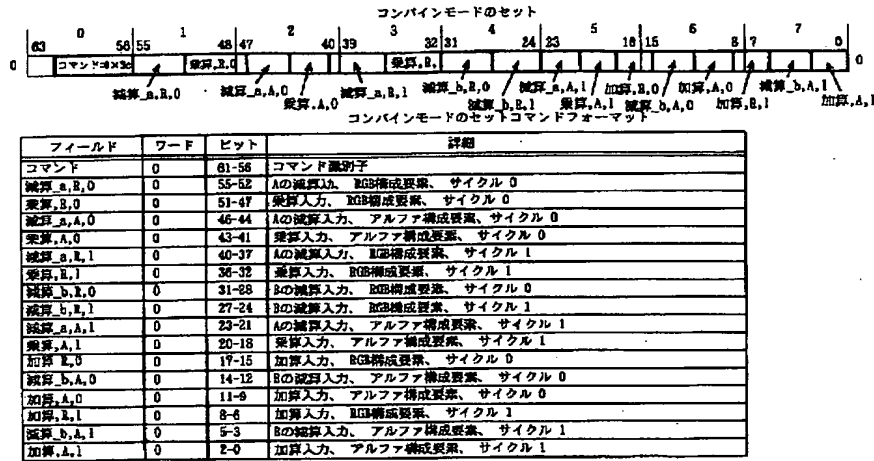 コンバインモードのセット
0 1 2 3 4 5 6 7
63 56 55 48 47 40 39 32 31 24 23 16 15 8 7 0
0 コマンド=0×3c 乗算,R,0 乗算,R, 0
減算_a,R,0 減算_a,A,0 乗算,A,0 減算_a,R,1 減算_b,R,0 減算_b,R,1 減算_a,A,1 乗算,A,1 加算,R,0 減算_b,A,0 加算,A,0 加算,R,1 減算_b,A,1 加算,A,1
コンバインモードのセットコマンドフォーマット
フィールド ワード ビット 詳細
コマンド 0 61-56 コマンド識別子
減算_a,R,0 0 55-52 Aの減算入力、 RGB構成要素、 サイクル 0
乗算,R,0 0 51-47 乗算入力、 RGB構成要素、 サイクル 0
減算_a,A,0 0 46-44 Aの減算入力、 アルファ構成要素、 サイクル 0
乗算,A,0 0 43-41 乗算入力、 アルファ構成要素、 サイクル 0
減算_a,R,1 0 40-37 Aの減算入力、 RGB構成要素、 サイクル 1
乗算,R,1 0 36-32 乗算入力、 RGB構成要素、 サイクル 1
減算_b,R,0 0 31-28 Bの減算入力、 RGB構成要素、 サイクル 0
減算_b,R,1 0 27-24 Bの減算入力、 RGB構成要素、 サイクル 1
減算_a,A,1 0 23-21 Aの減算入力、 アルファ構成要素、 サイクル 1
乗算,A,1 0 20-18 乗算入力、 アルファ構成要素、 サイクル 1
加算 R,0 0 17-15 加算入力、 RGB構成要素、 サイクル 0
減算_b,A,0 0 14-12 Bの減算入力、 アルファ構成要素、 サイクル 0
加算,A,0 0 11-9 加算入力、 アルファ構成要素、 サイクル 0
加算,R,1 0 8-6 加算入力、 RGB構成要素、 サイクル 1
減算_b,A,1 0 5-3 Bの減算入力、 アルファ構成要素、 サイクル 1
加算,A,1 0 2-0 加算入力、 アルファ構成要素、 サイクル 1